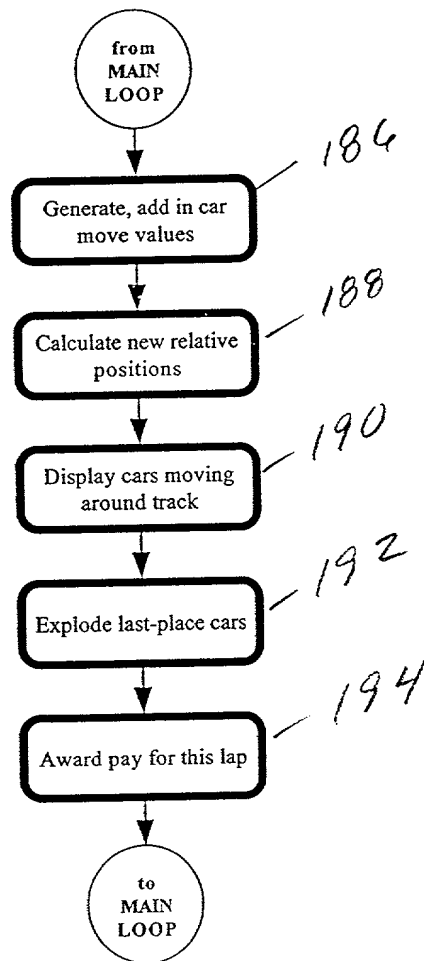 from
MAIN
LOOP
186
Generate, add in car
move values
188
Calculate new relative
positions
190
Display cars moving
around track
192
Explode last-place cars
194
Award pay for this lap
to
MAIN
LOOP